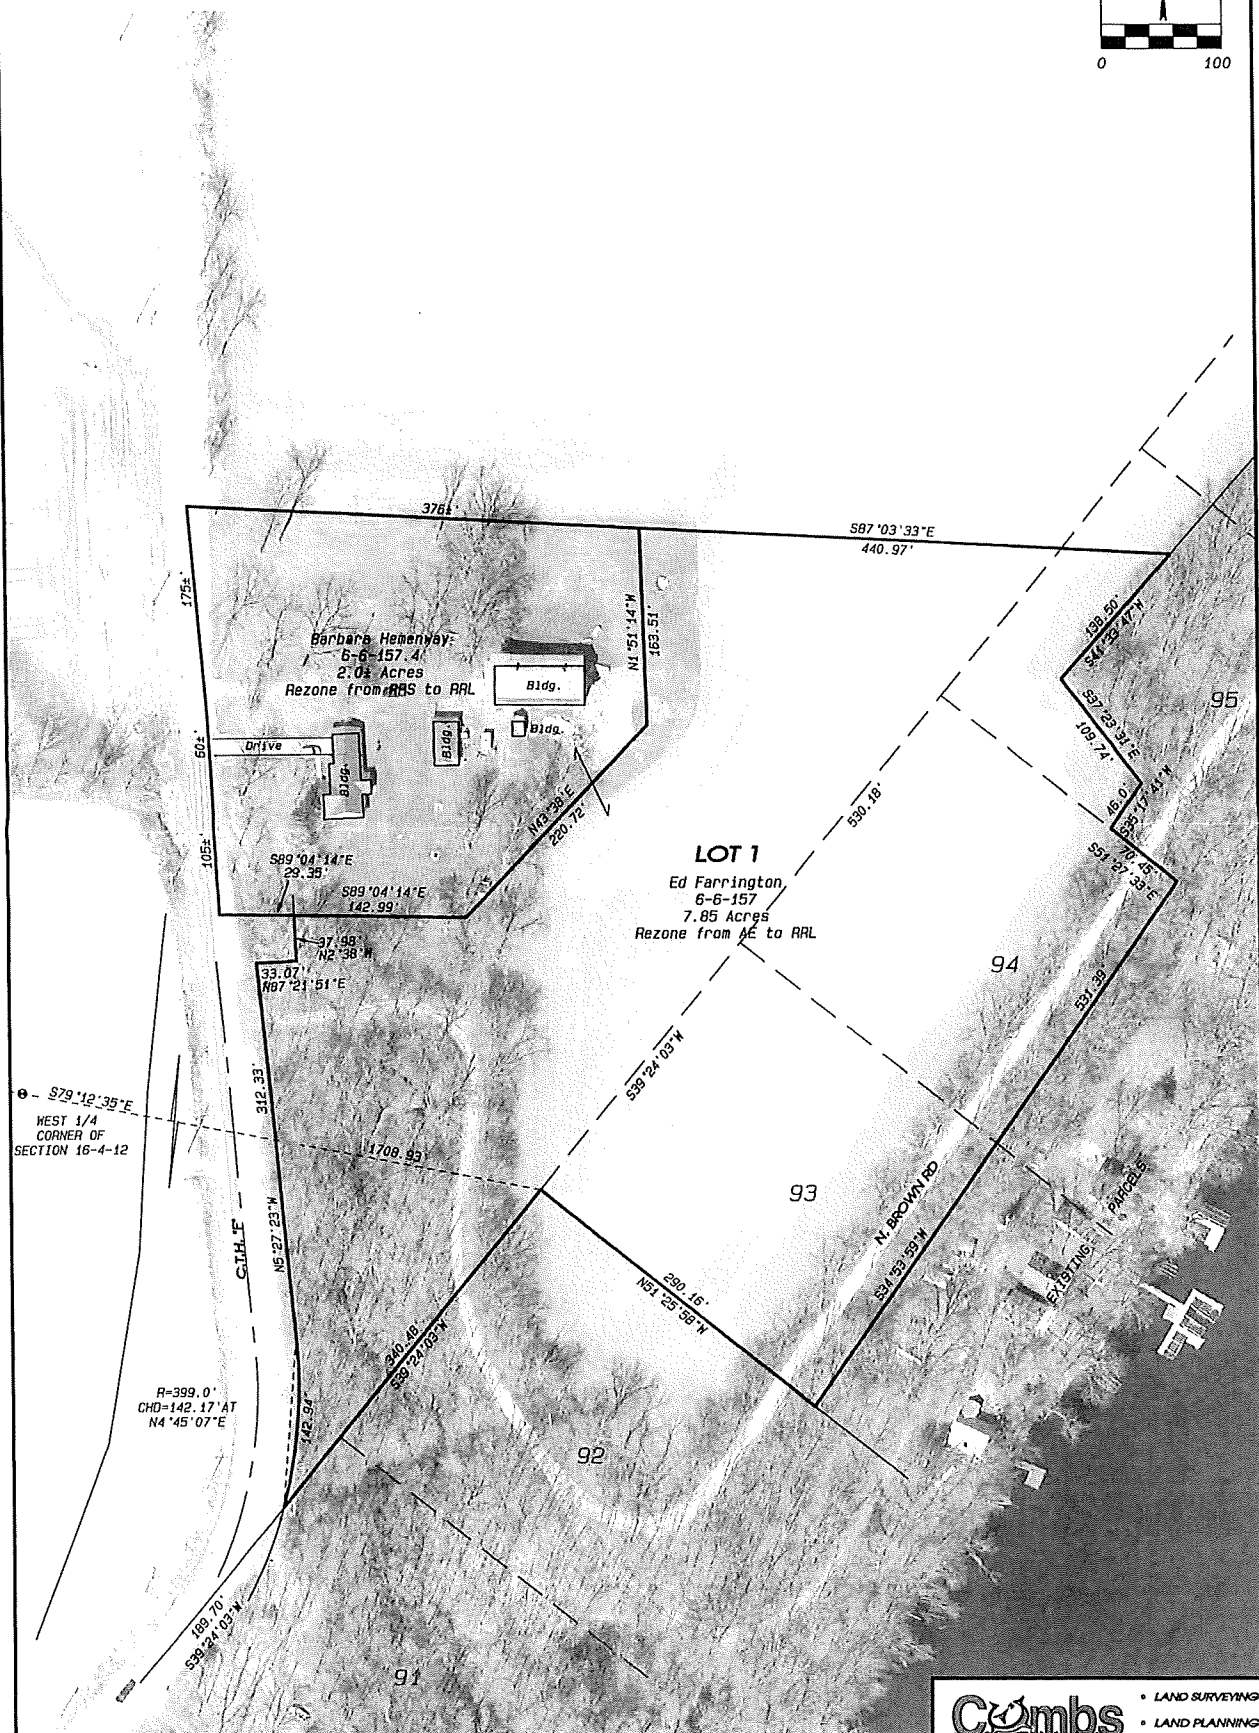 0 100
376±'
S87°03'33"E
440.97'
175±'
N1°51'14"W
163.51'
198.50'
S41°23'47"W
Barbara Hemenway
6-6-157.4
2.0± Acres
Rezone from RRS to RRL
Bldg.
Bldg.
Bldg.
Bldg.
Drive
60±'
S37°23'31"E
109.74'
95
46.0'
S35°17'41"W
70.45'
S51°27'33"E
N43°38'E
220.72'
530.18'
105±'
S89°04'14"E
29.35'
S89°04'14"E
142.99'
LOT 1
Ed Farrington
6-6-157
7.85 Acres
Rezone from AE to RRL
37.98'
N2°38'W
33.07'
N87°21'51"E
94
531.39'
S39°24'03"W
312.33'
S79°12'35"E
WEST 1/4
CORNER OF
SECTION 16-4-12
1708.93'
93
N. BROWN RD
EXISTING PARCELS
N5°27'23"W
C.T.H. "F"
S34°53'59"W
290.16'
N51°25'58"W
340.48'
S39°24'03"W
R=399.0'
CHD=142.17'AT
N4°45'07"E
142.94'
92
189.70'
S39°24'03"W
91
Combs
• LAND SURVEYING
• LAND PLANNING